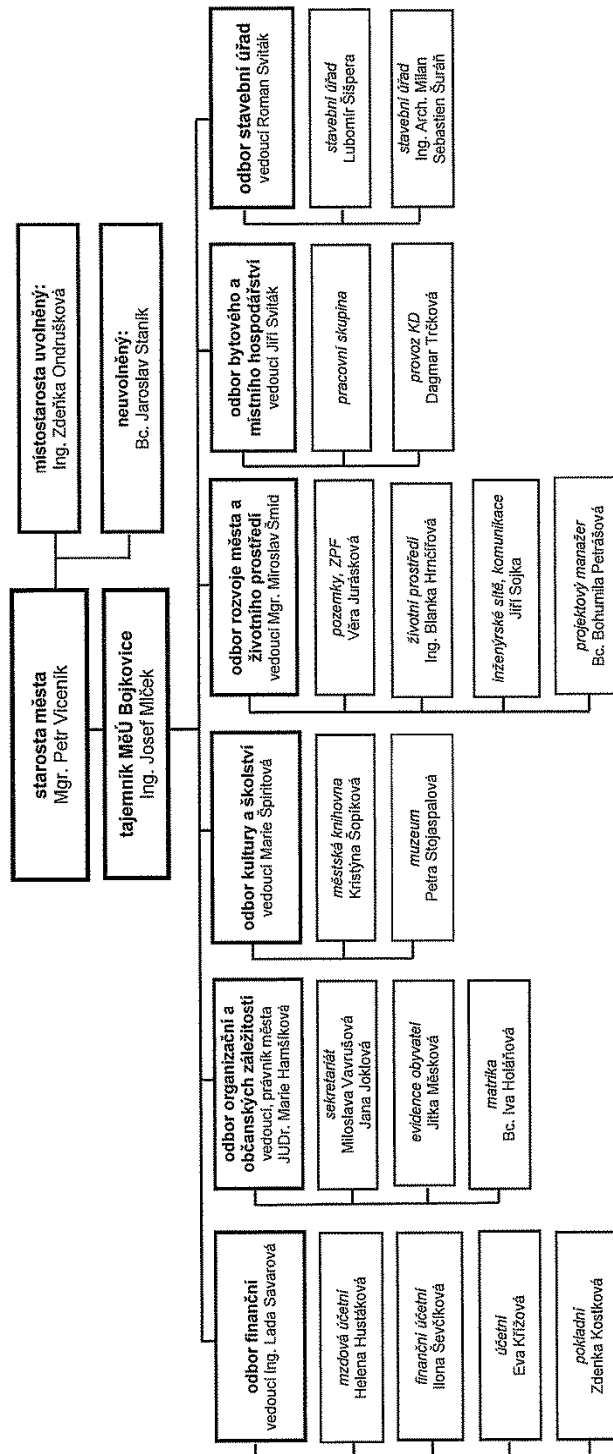 starosta města
Mgr. Petr Viceník
místostarosta uvolněný:
Ing. Zdeňka Ondrušková
neuvolněný:
Bc. Jaroslav Staník
tajemník MěÚ Bojkovice
Ing. Josef Mlček
odbor finanční
vedoucí Ing. Lada Savarová
mzdová účetní
Helena Hustáková
finanční účetní
Ilona Ševčíková
účetní
Eva Křížová
pokladní
Zdenka Kostková
odbor organizační a
občanských záležitostí
vedoucí, právník města
JUDr. Marie Hamšíková
sekretariát
Miloslava Vavrušová
Jana Joklová
evidence obyvatel
Jitka Měsková
matrika
Bc. Iva Holáňová
odbor kultury a školství
vedoucí Marie Špiritová
městská knihovna
Kristýna Šopíková
muzeum
Petra Stojaspalová
odbor rozvoje města a
životního prostředí
vedoucí Mgr. Miroslav Šmíd
pozemky, ZPF
Věra Jurásková
životní prostředí
Ing. Blanka Hrnčířová
inženýrské sítě, komunikace
Jiří Sojka
projektový manažer
Bc. Bohumila Petrášová
odbor bytového a
místního hospodářství
vedoucí Jiří Sviták
pracovní skupina
provoz KD
Dagmar Trčková
odbor stavební úřad
vedoucí Roman Sviták
stavební úřad
Lubomír Šišpera
stavební úřad
Ing. Arch. Milan
Sebastien Šuráň